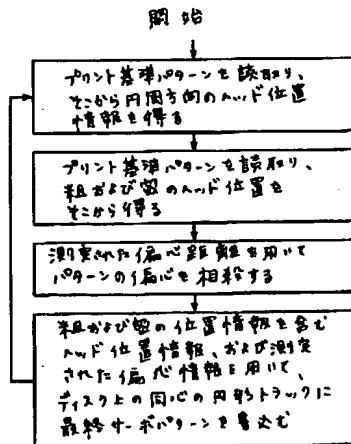 開始
プリント基準パターンを読取り、
そこから円周方向のヘッド位置
情報を得る
プリント基準パターンを読取り、
粗および密のヘッド位置を
そこから得る
測定された偏心距離を用いて
パターンの偏心を相殺する
粗および密の位置情報を含む
ヘッド位置情報、および測定
された偏心情報を用いて、
ディスク上の同心の円形トラックに
最終サーボパターンを書込む